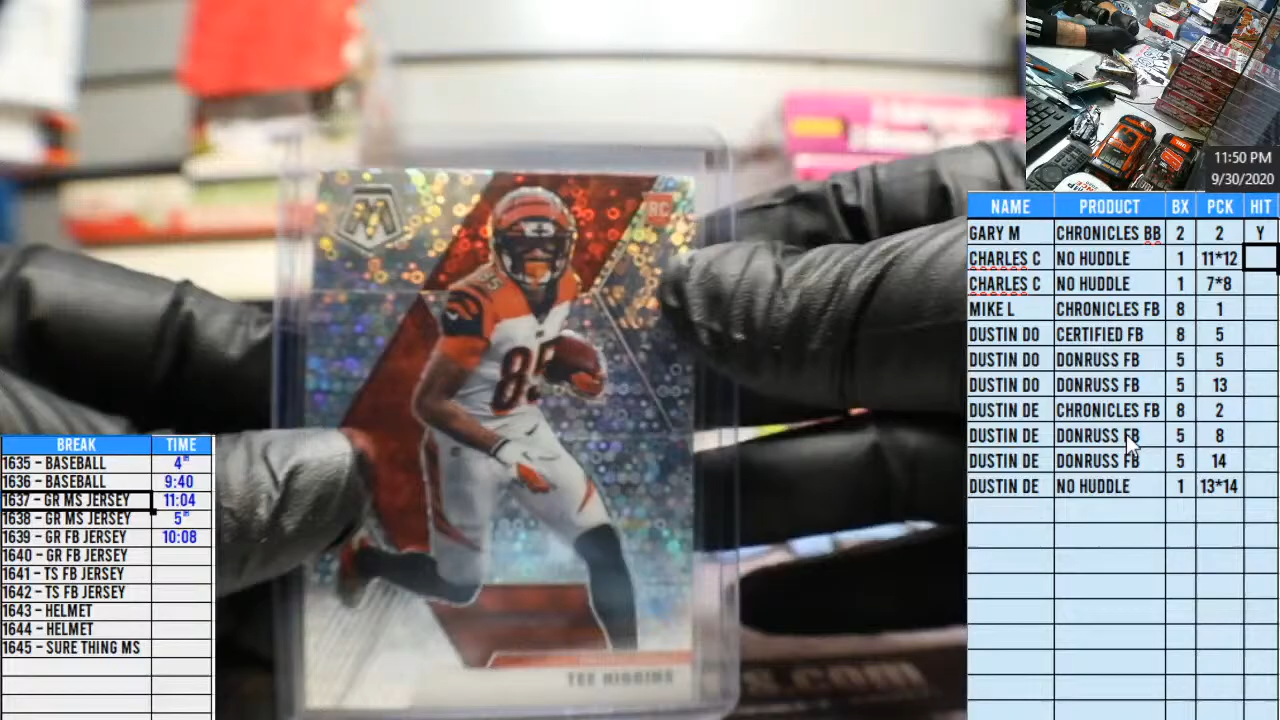 11:50 PM
9/30/2020
NAME PRODUCT BX PCK HIT
GARY M CHRONICLES BB 2 2 Y
CHARLES C NO HUDDLE 1 11*12
CHARLES C NO HUDDLE 1 7*8
MIKE L CHRONICLES FB 8 1
DUSTIN DO CERTIFIED FB 8 5
DUSTIN DO DONRUSS FB 5 5
DUSTIN DO DONRUSS FB 5 13
DUSTIN DE CHRONICLES FB 8 2
DUSTIN DE DONRUSS FB 5 8
DUSTIN DE DONRUSS FB 5 14
DUSTIN DE NO HUDDLE 1 13*14
M
RC
85
85
TEE HIGGINS
S.COM
BREAK TIME
1635 - BASEBALL 4TH
1636 - BASEBALL 9:40
1637 - GR MS JERSEY 11:04
1638 - GR MS JERSEY 5TH
1639 - GR FB JERSEY 10:08
1640 - GR FB JERSEY
1641 - TS FB JERSEY
1642 - TS FB JERSEY
1643 - HELMET
1644 - HELMET
1645 - SURE THING MS